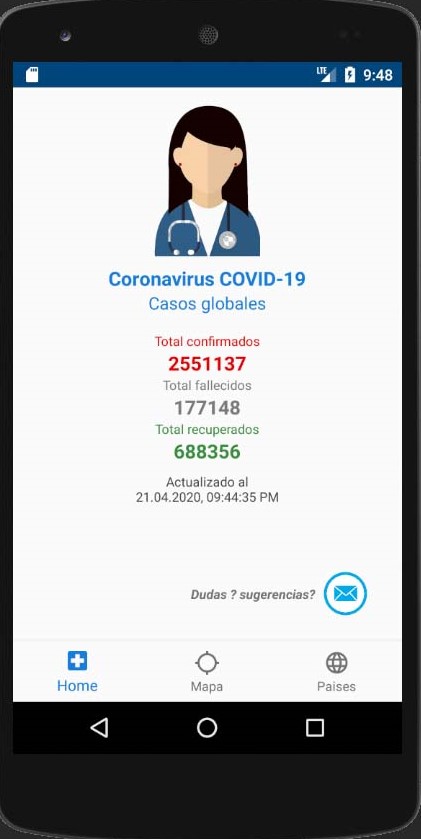 LTE 9:48
Coronavirus COVID-19
Casos globales
Total confirmados
2551137
Total fallecidos
177148
Total recuperados
688356
Actualizado al
21.04.2020, 09:44:35 PM
Dudas ? sugerencias?
Home Mapa Paises